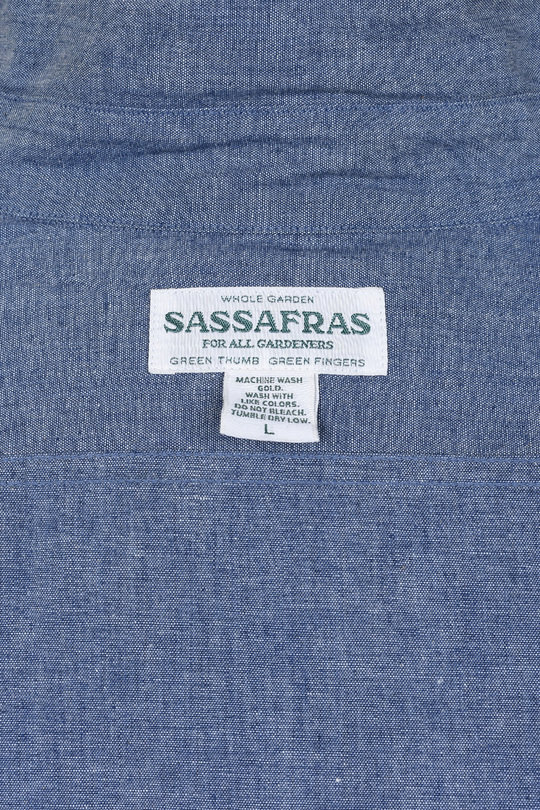 WHOLE GARDEN
SASSAFRAS
FOR ALL GARDENERS
GREEN THUMB GREEN FINGERS
MACHINE WASH
GOLD.
WASH WITH
LIKE COLORS.
DO NOT BLEACH.
TUMBLE DRY LOW.
L